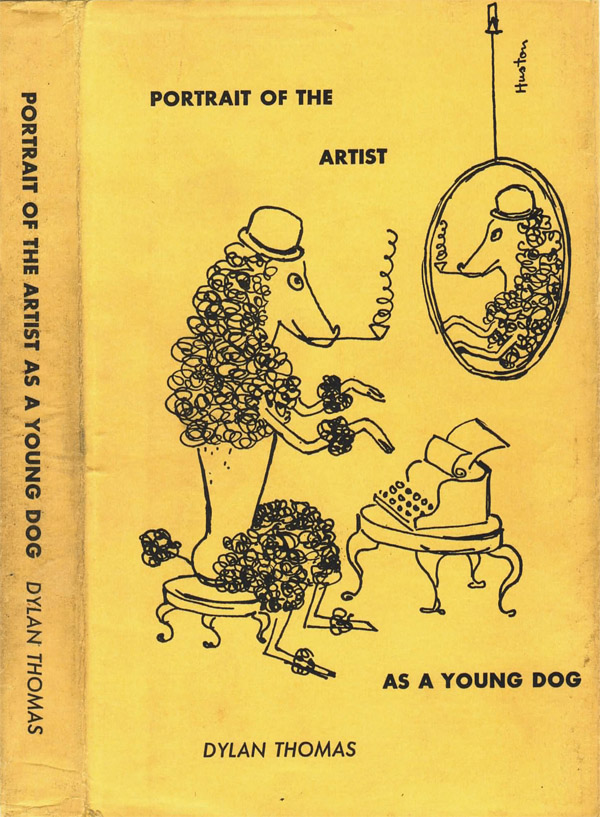 PORTRAIT OF THE ARTIST AS A YOUNG DOG DYLAN THOMAS
Huston
PORTRAIT OF THE
ARTIST
AS A YOUNG DOG
DYLAN THOMAS